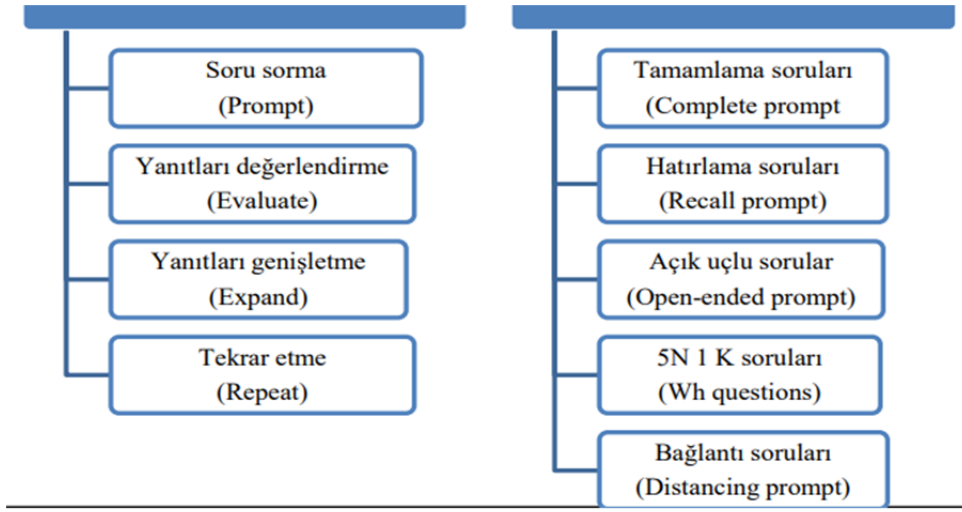 Soru sorma
(Prompt)
Yanıtları değerlendirme
(Evaluate)
Yanıtları genişletme
(Expand)
Tekrar etme
(Repeat)
Tamamlama soruları
(Complete prompt
Hatırlama soruları
(Recall prompt)
Açık uçlu sorular
(Open-ended prompt)
5N 1 K soruları
(Wh questions)
Bağlantı soruları
(Distancing prompt)